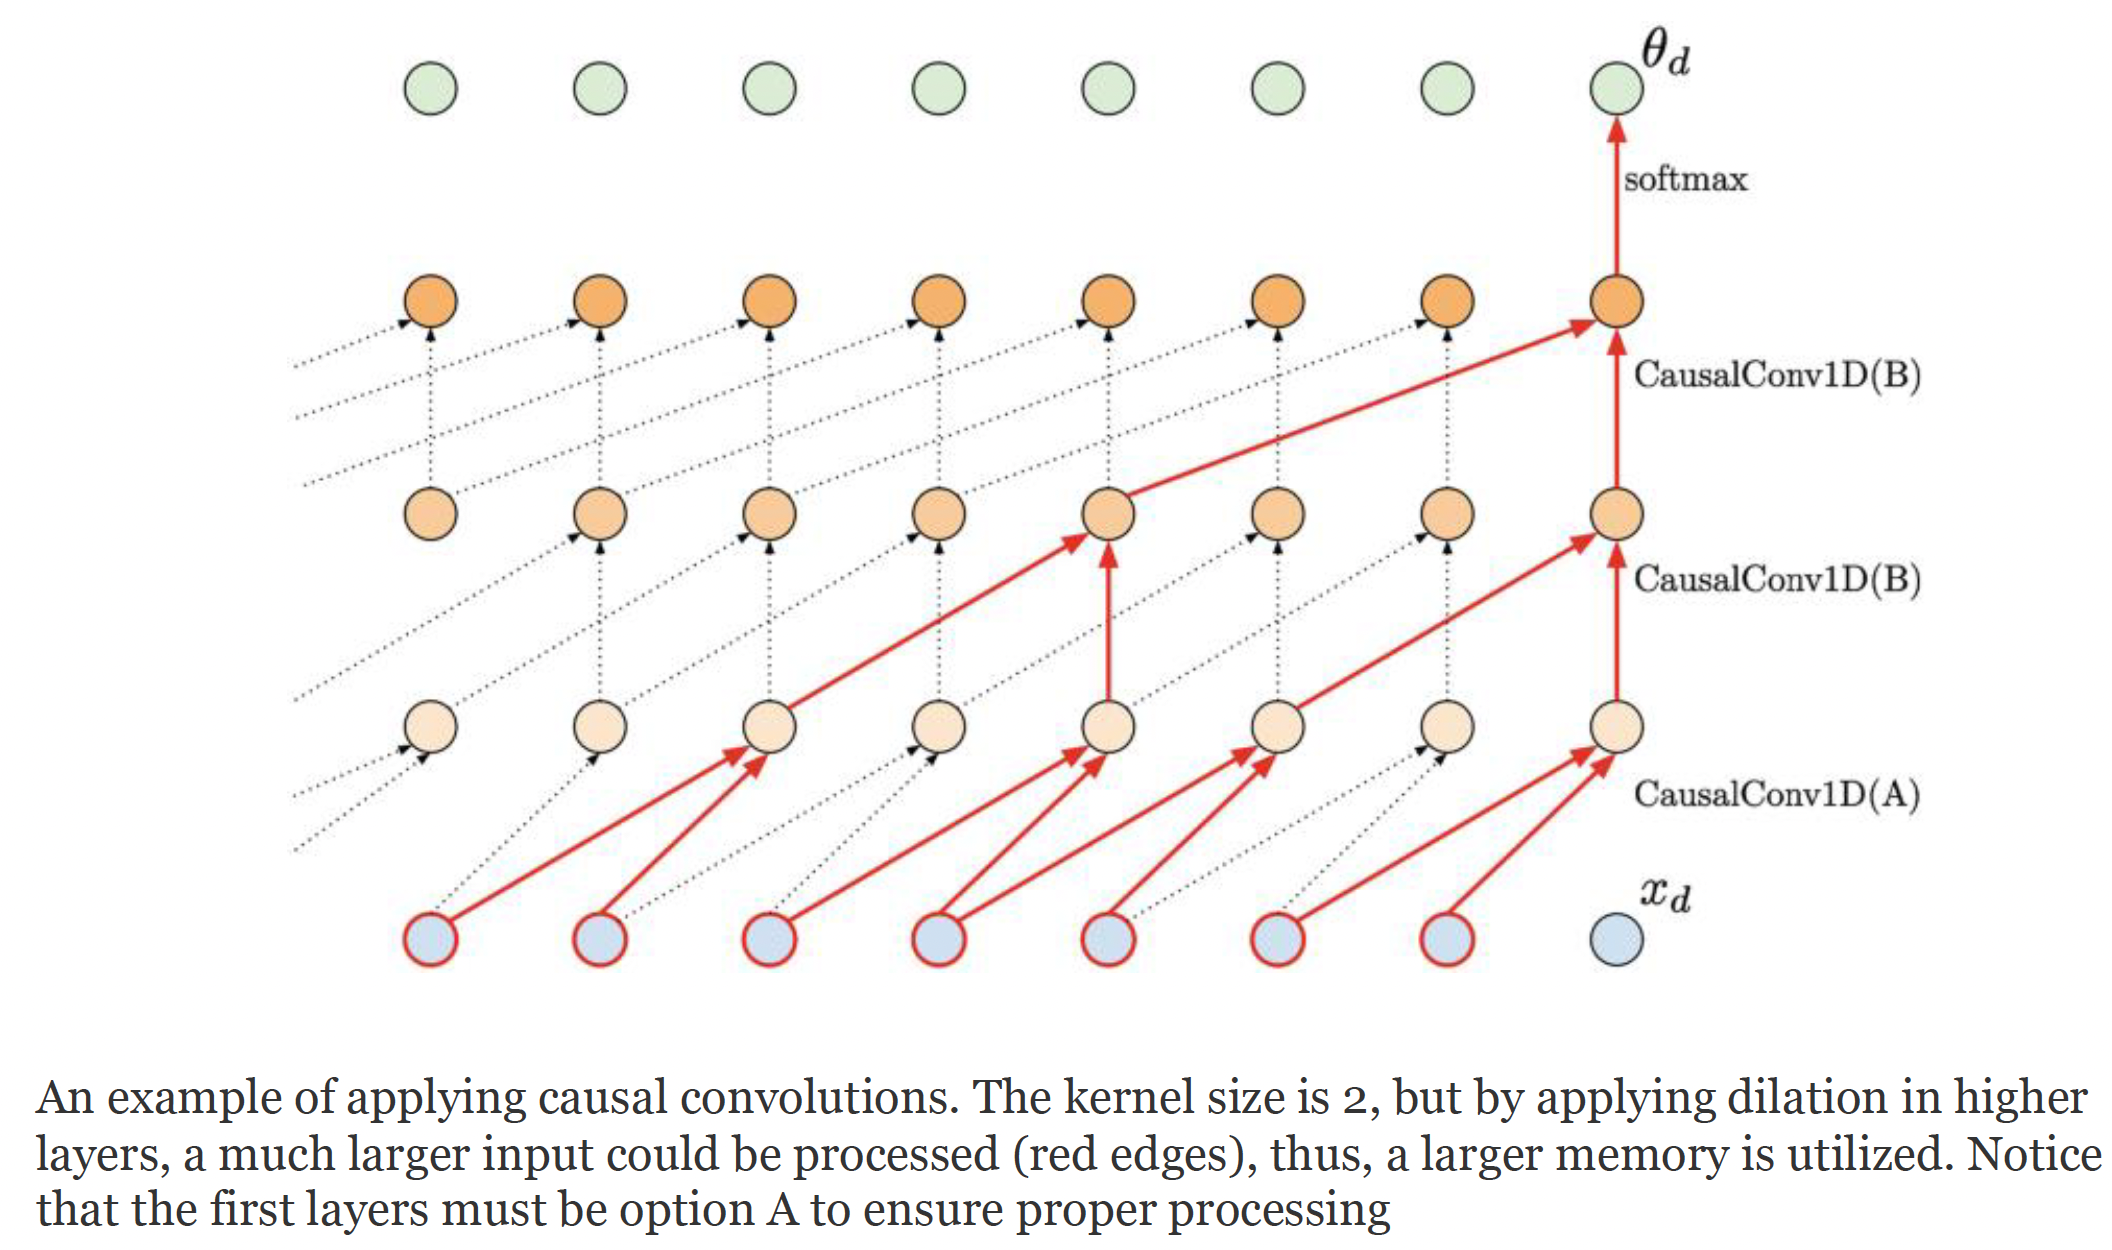 θ_d
softmax
CausalConv1D(B)
CausalConv1D(B)
CausalConv1D(A)
x_d
An example of applying causal convolutions. The kernel size is 2, but by applying dilation in higher
layers, a much larger input could be processed (red edges), thus, a larger memory is utilized. Notice
that the first layers must be option A to ensure proper processing